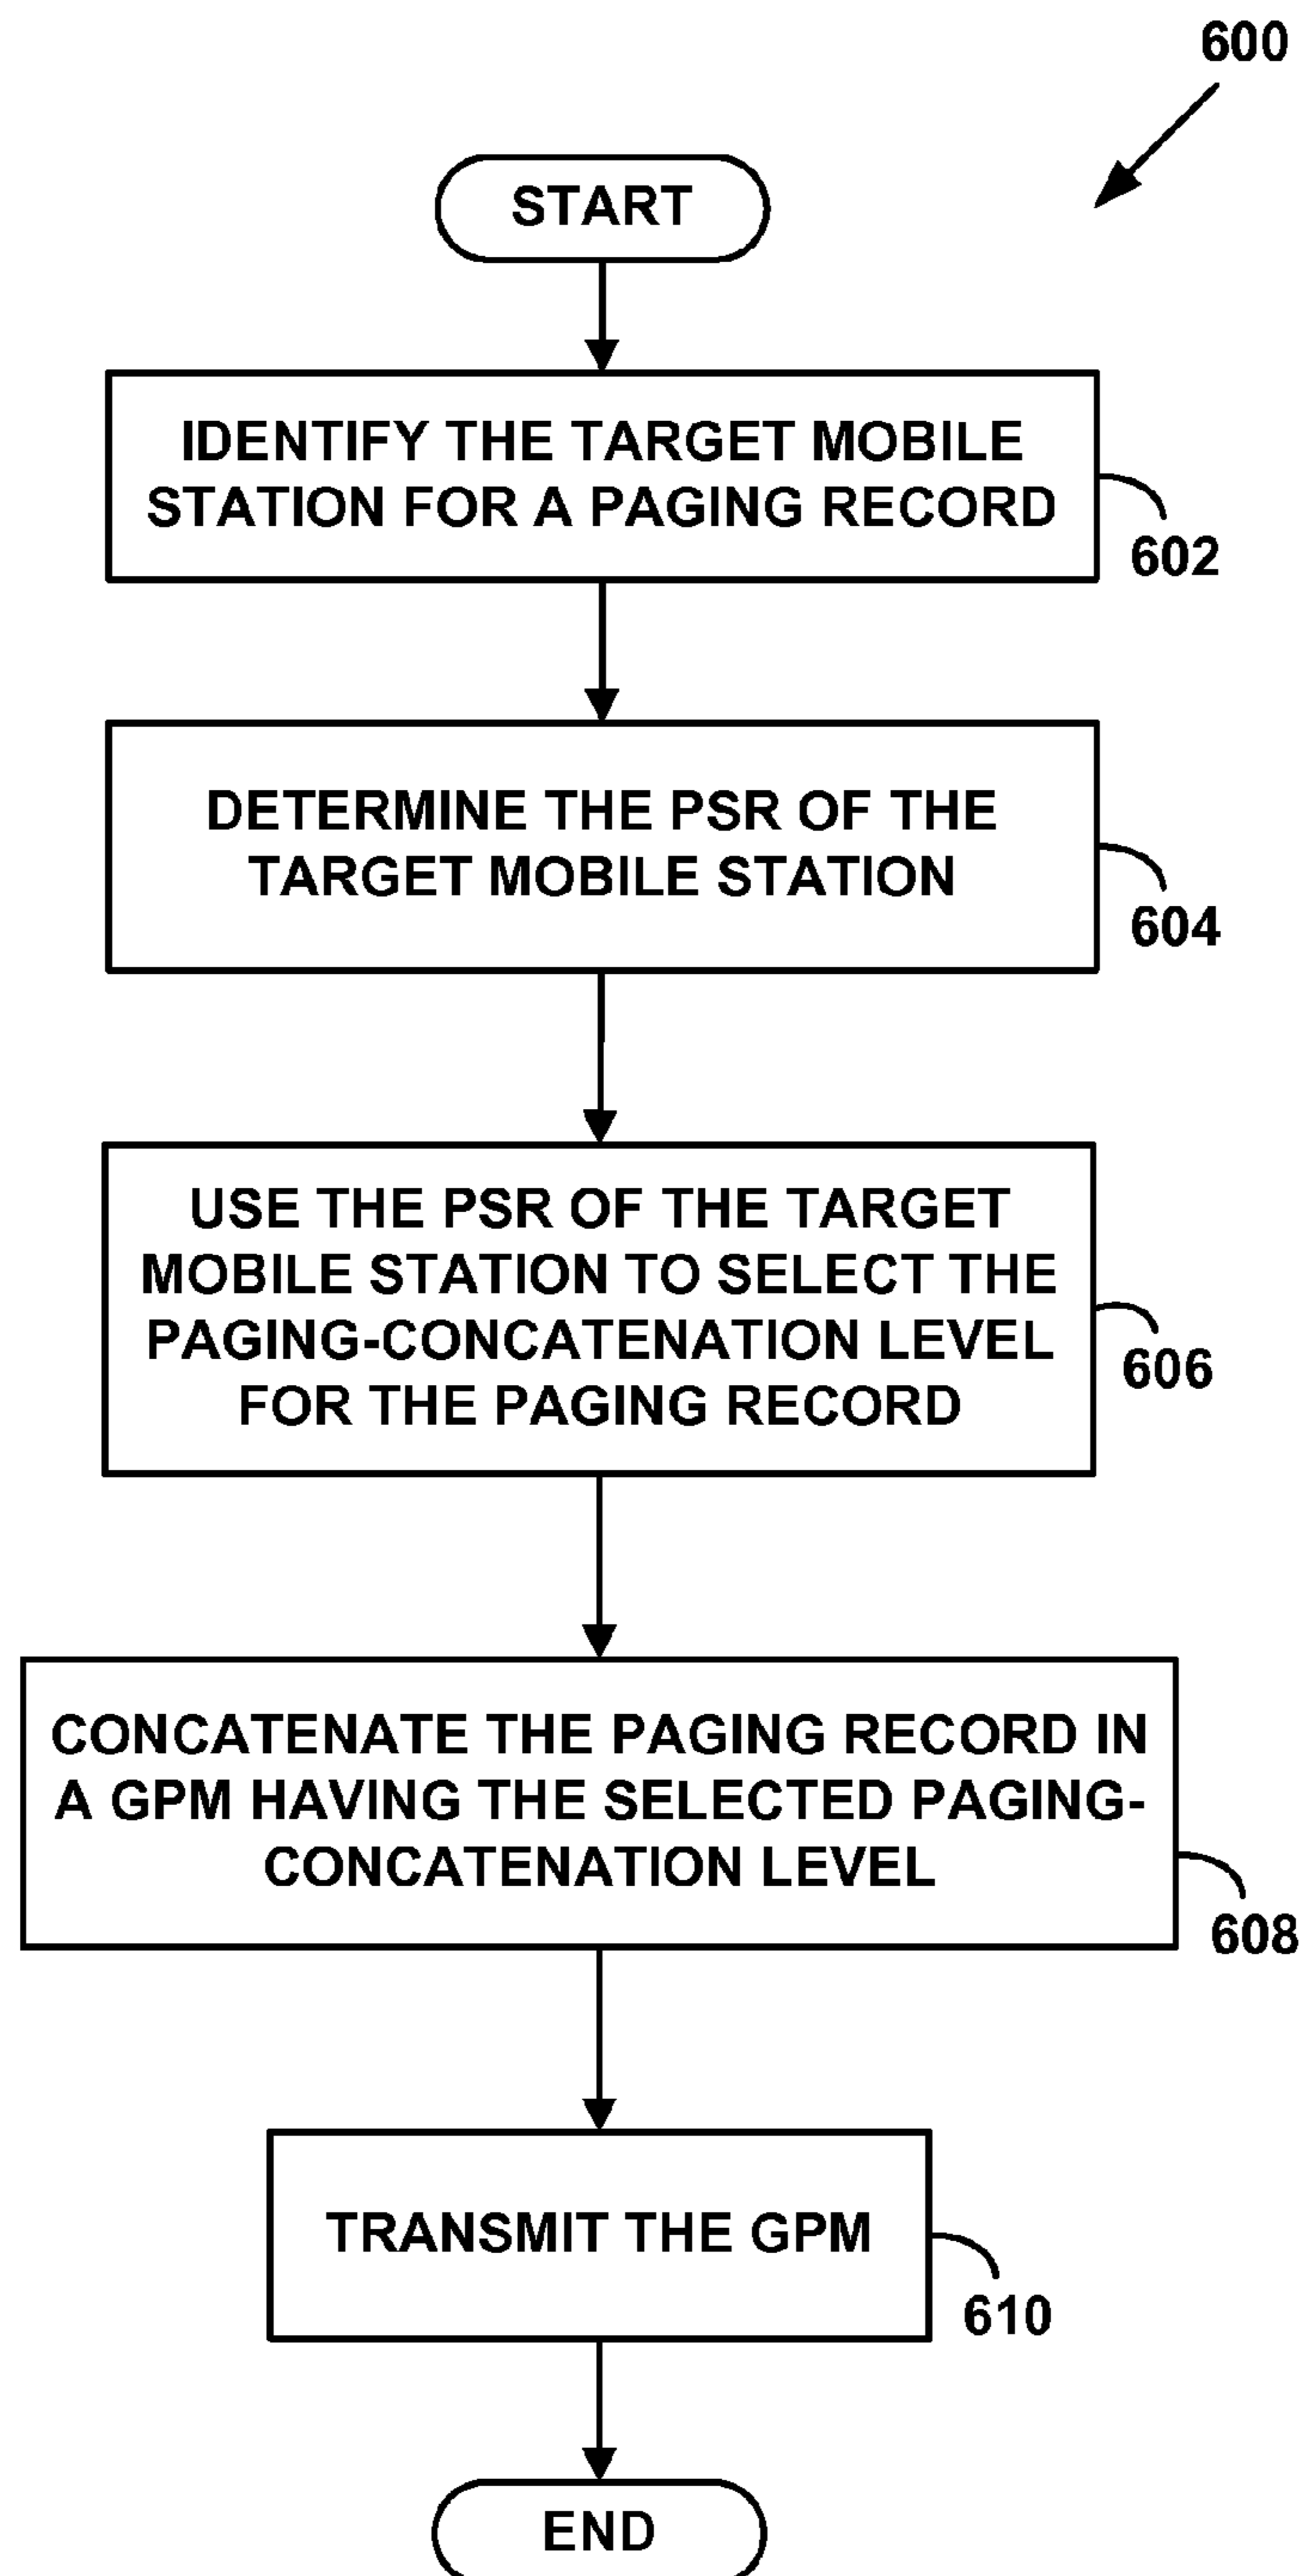 600
START
IDENTIFY THE TARGET MOBILE
STATION FOR A PAGING RECORD
602
DETERMINE THE PSR OF THE
TARGET MOBILE STATION
604
USE THE PSR OF THE TARGET
MOBILE STATION TO SELECT THE
PAGING-CONCATENATION LEVEL
FOR THE PAGING RECORD
606
CONCATENATE THE PAGING RECORD IN
A GPM HAVING THE SELECTED PAGING-
CONCATENATION LEVEL
608
TRANSMIT THE GPM
610
END